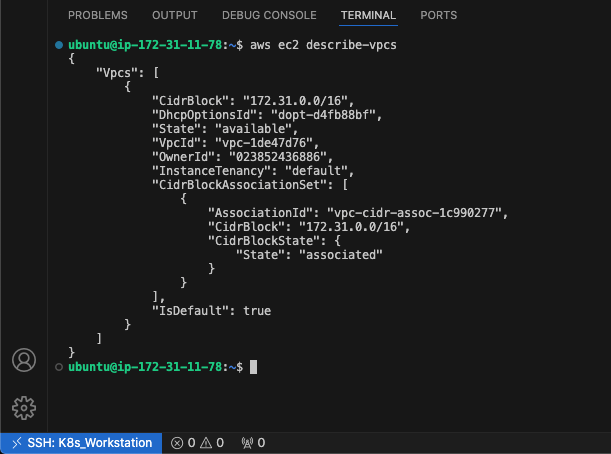 PROBLEMS OUTPUT DEBUG CONSOLE TERMINAL PORTS
ubuntu@ip-172-31-11-78:~$ aws ec2 describe-vpcs
{
    "Vpcs": [
        {
            "CidrBlock": "172.31.0.0/16",
            "DhcpOptionsId": "dopt-d4fb88bf",
            "State": "available",
            "VpcId": "vpc-1de47d76",
            "OwnerId": "023852436886",
            "InstanceTenancy": "default",
            "CidrBlockAssociationSet": [
                {
                    "AssociationId": "vpc-cidr-assoc-1c990277",
                    "CidrBlock": "172.31.0.0/16",
                    "CidrBlockState": {
                        "State": "associated"
                    }
                }
            ],
            "IsDefault": true
        }
    ]
}
ubuntu@ip-172-31-11-78:~$
SSH: K8s_Workstation 0 0 0